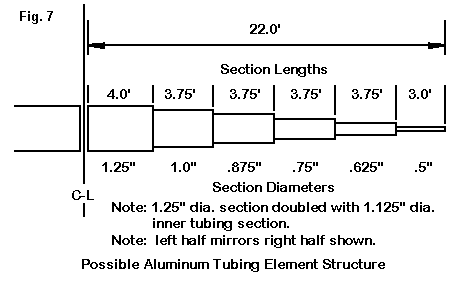 Fig. 7
22.0'
Section Lengths
4.0' 3.75' 3.75' 3.75' 3.75' 3.0'
1.25" 1.0" .875" .75" .625" .5"
Section Diameters
C-L
Note: 1.25" dia. section doubled with 1.125" dia.
inner tubing section.
Note: left half mirrors right half shown.
Possible Aluminum Tubing Element Structure